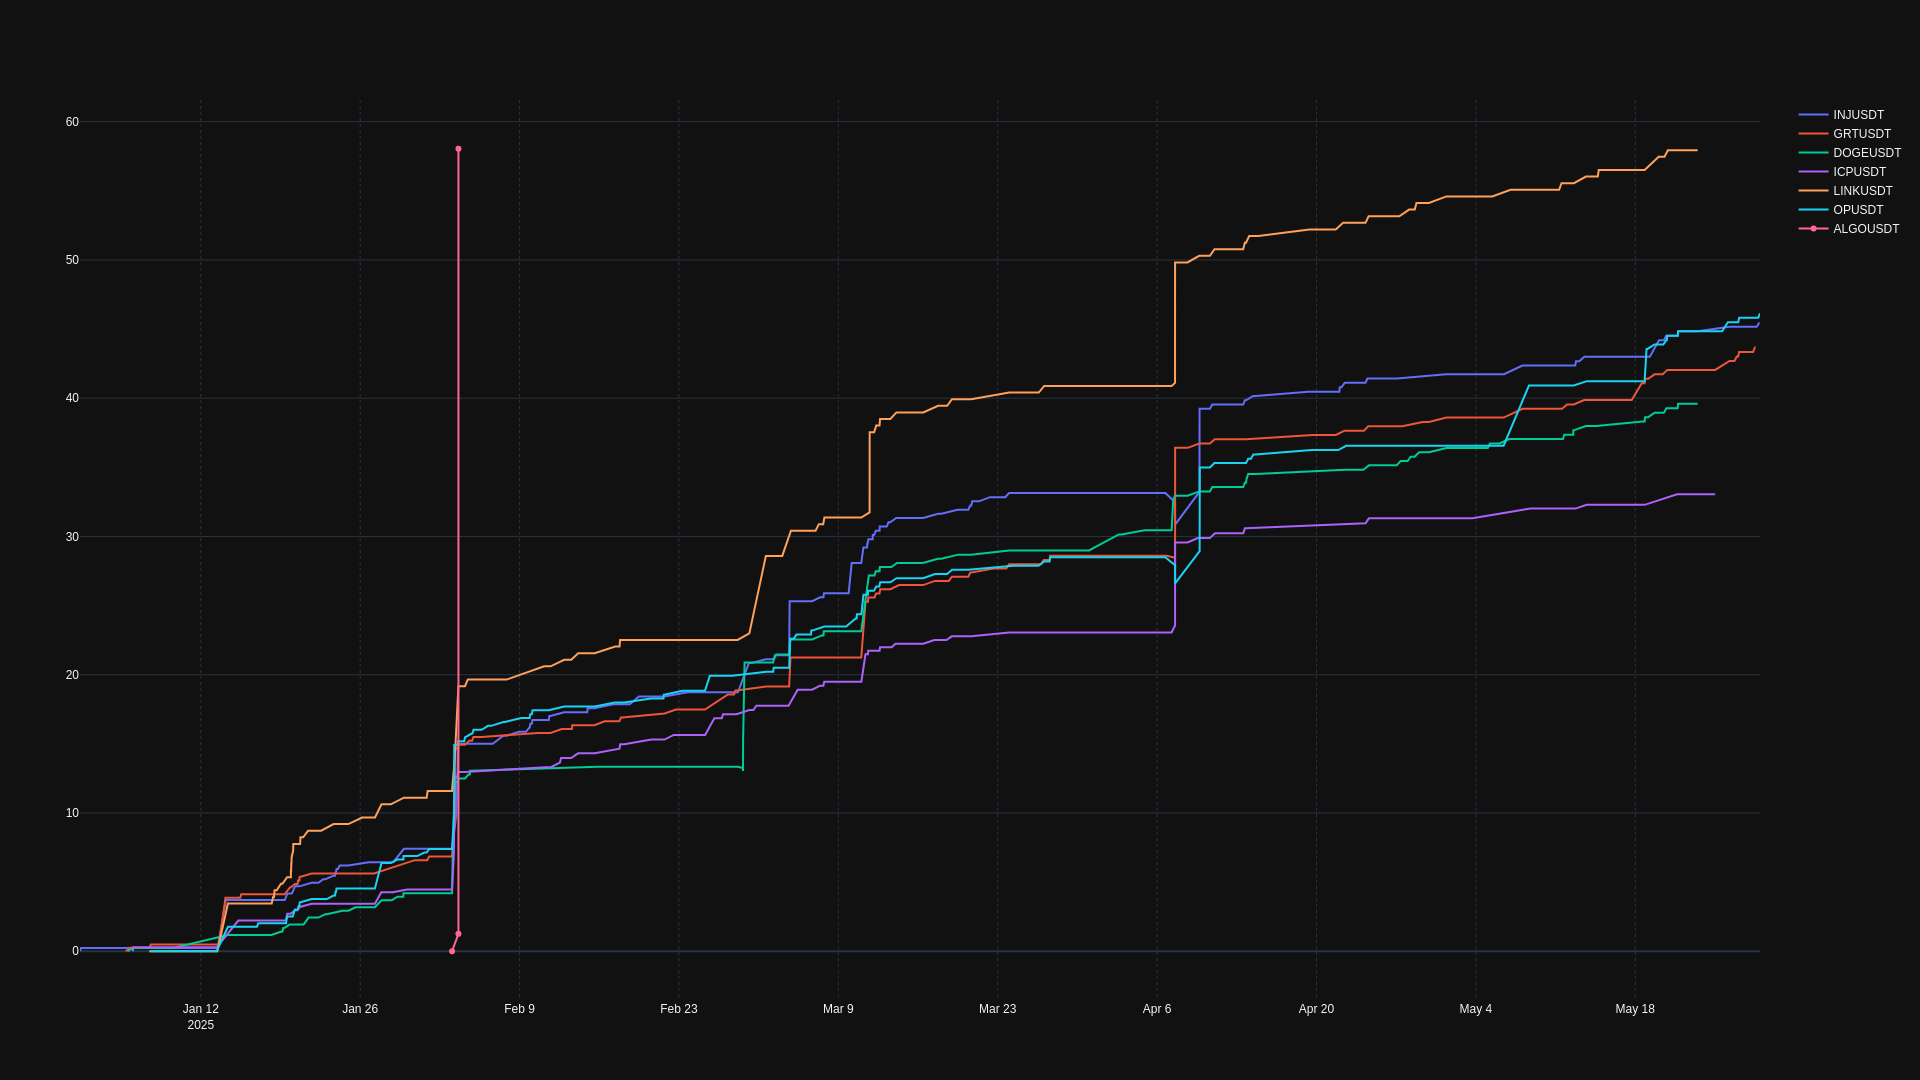 60
50
40
30
20
10
0
Jan 12
2025
Jan 26
Feb 9
Feb 23
Mar 9
Mar 23
Apr 6
Apr 20
May 4
May 18
INJUSDT
GRTUSDT
DOGEUSDT
ICPUSDT
LINKUSDT
OPUSDT
ALGOUSDT